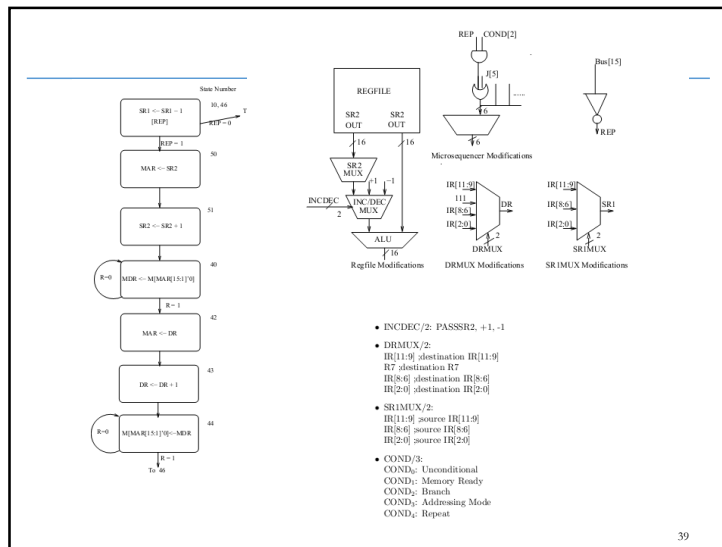 State Number
10, 46
SR1 <- SR1 - 1
[REP]
T
REP = 0
REP = 1
50
MAR <- SR2
51
SR2 <- SR2 + 1
40
R=0
MDR <- M[MAR[15:1]'0]
R = 1
42
MAR <- DR
43
DR <- DR + 1
44
R=0
M[MAR[15:1]'0]<-MDR
R = 1
To 46
REGFILE
SR2
OUT
SR2
OUT
16
16
SR2
MUX
+1
-1
INCDEC
2
INC/DEC
MUX
ALU
16
Regfile Modifications
REP
COND[2]
J[5]
......
6
6
Microsequencer Modifications
Bus[15]
REP
IR[11:9]
111
IR[8:6]
IR[2:0]
DR
2
DRMUX
DRMUX Modifications
IR[11:9]
IR[8:6]
IR[2:0]
SR1
2
SR1MUX
SR1MUX Modifications
• INCDEC/2: PASSSR2, +1, -1
• DRMUX/2:
IR[11:9] ;destination IR[11:9]
R7 ;destination R7
IR[8:6] ;destination IR[8:6]
IR[2:0] ;destination IR[2:0]
• SR1MUX/2:
IR[11:9] ;source IR[11:9]
IR[8:6] ;source IR[8:6]
IR[2:0] ;source IR[2:0]
• COND/3:
COND₀: Unconditional
COND₁: Memory Ready
COND₂: Branch
COND₃: Addressing Mode
COND₄: Repeat
39